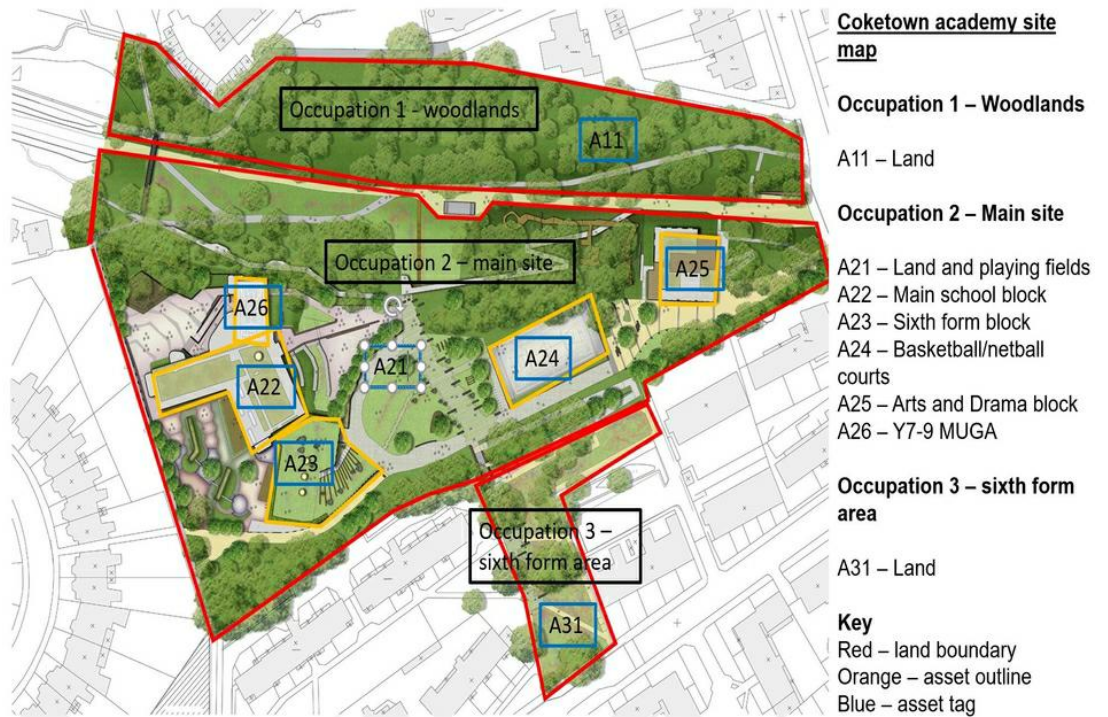 Occupation 1 - woodlands
A11
Occupation 2 – main site
A25
A26
A21
A24
A22
A23
Occupation 3 –
sixth form area
A31
Coketown academy site
map
Occupation 1 – Woodlands
A11 – Land
Occupation 2 – Main site
A21 – Land and playing fields
A22 – Main school block
A23 – Sixth form block
A24 – Basketball/netball
courts
A25 – Arts and Drama block
A26 – Y7-9 MUGA
Occupation 3 – sixth form
area
A31 – Land
Key
Red – land boundary
Orange – asset outline
Blue – asset tag